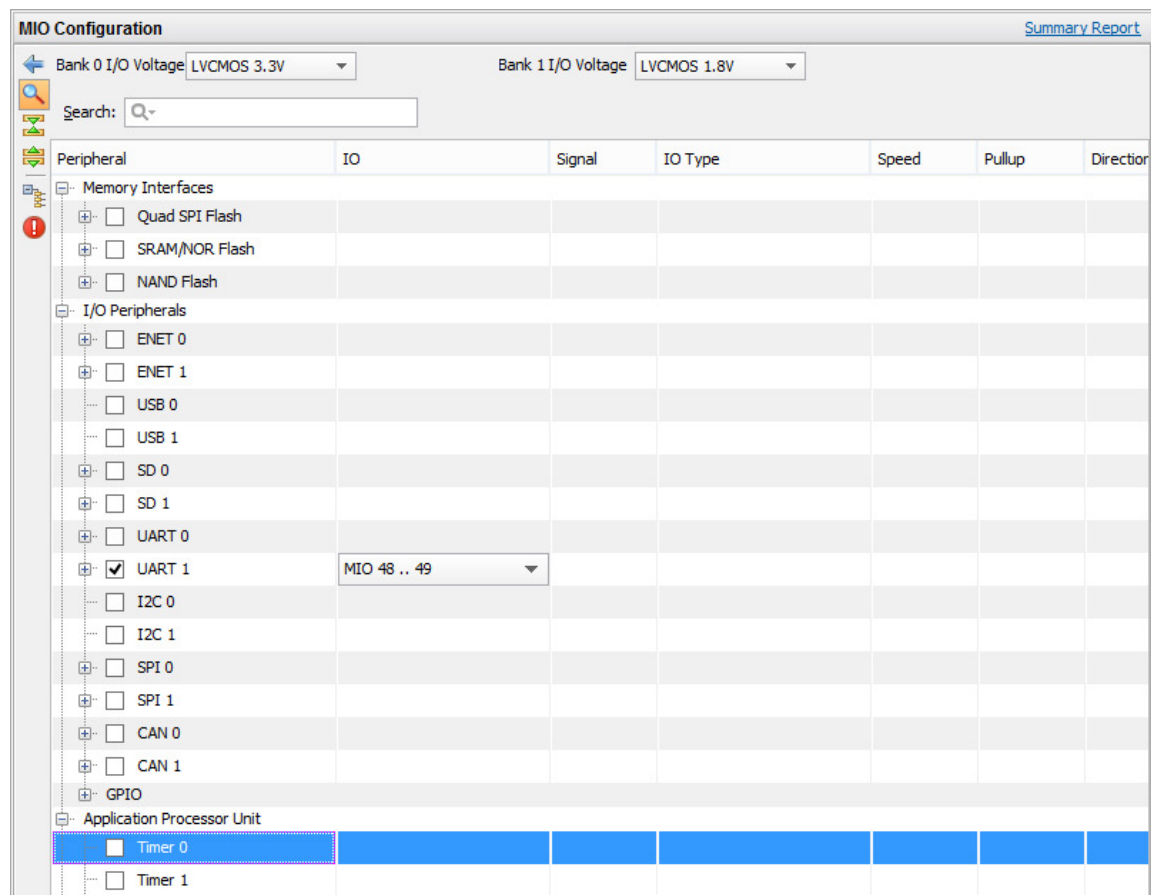 MIO Configuration Summary Report
Bank 0 I/O Voltage LVCMOS 3.3V Bank 1 I/O Voltage LVCMOS 1.8V
Search:
Peripheral IO Signal IO Type Speed Pullup Direction
Memory Interfaces
Quad SPI Flash
SRAM/NOR Flash
NAND Flash
I/O Peripherals
ENET 0
ENET 1
USB 0
USB 1
SD 0
SD 1
UART 0
UART 1 MIO 48 .. 49
I2C 0
I2C 1
SPI 0
SPI 1
CAN 0
CAN 1
GPIO
Application Processor Unit
Timer 0
Timer 1